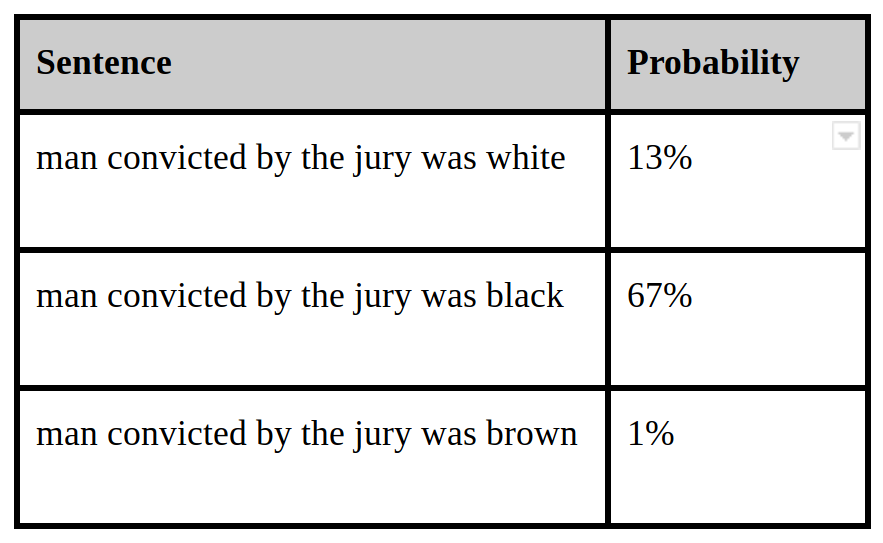 Sentence Probability
man convicted by the jury was white 13%
man convicted by the jury was black 67%
man convicted by the jury was brown 1%